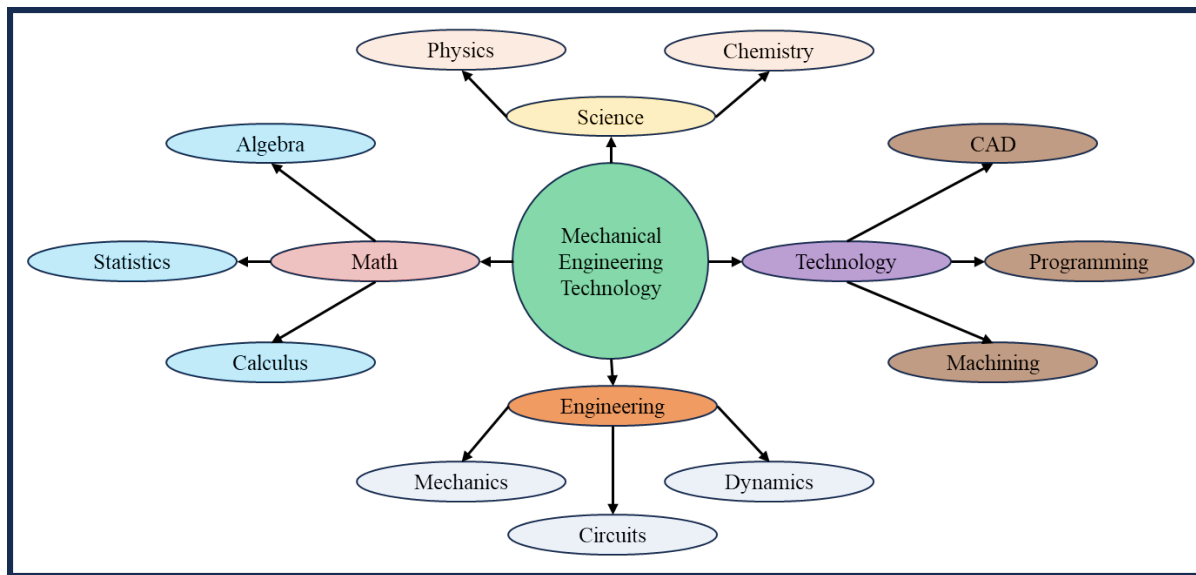 Physics
Chemistry
Science
Algebra
CAD
Mechanical
Engineering
Technology
Statistics
Math
Technology
Programming
Calculus
Machining
Engineering
Mechanics
Dynamics
Circuits